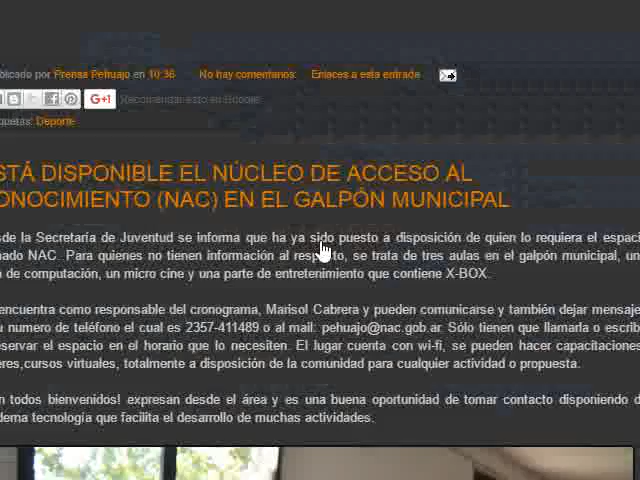 blicado por Prensa Pehuajo en 10:36 No hay comentarios: Enlaces a esta entrada
G+1 Recomendar esto en Google
quetas: Deporte
STÁ DISPONIBLE EL NÚCLEO DE ACCESO AL
ONOCIMIENTO (NAC) EN EL GALPÓN MUNICIPAL
sde la Secretaría de Juventud se informa que ha ya sido puesto a disposición de quien lo requiera el espaci
mado NAC. Para quienes no tienen información al respecto, se trata de tres aulas en el galpón municipal, un
a de computación, un micro cine y una parte de entretenimiento que contiene X-BOX.
encuentra como responsable del cronograma, Marisol Cabrera y pueden comunicarse y también dejar mensaje
u numero de teléfono el cual es 2357-411489 o al mail: pehuajo@nac.gob.ar. Sólo tienen que llamarla o escrib
eservar el espacio en el horario que lo necesiten. El lugar cuenta con wi-fi, se pueden hacer capacitaciones
eres,cursos virtuales, totalmente a disposición de la comunidad para cualquier actividad o propuesta.
n todos bienvenidos! expresan desde el área y es una buena oportunidad de tomar contacto disponiendo d
derna tecnología que facilita el desarrollo de muchas actividades.